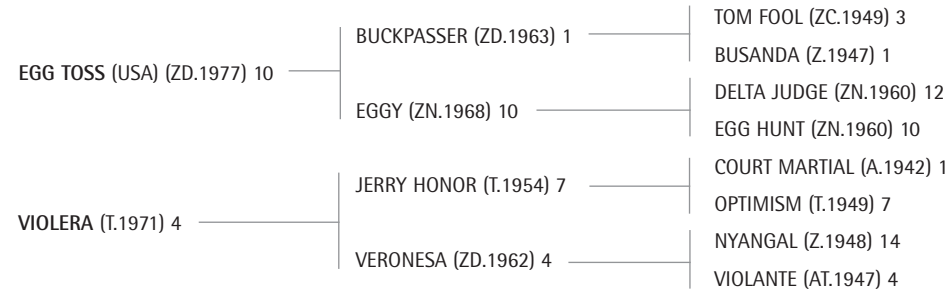 EGG TOSS (USA) (ZD.1977) 10
BUCKPASSER (ZD.1963) 1
TOM FOOL (ZC.1949) 3
BUSANDA (Z.1947) 1
EGGY (ZN.1968) 10
DELTA JUDGE (ZN.1960) 12
EGG HUNT (ZN.1960) 10
VIOLERA (T.1971) 4
JERRY HONOR (T.1954) 7
COURT MARTIAL (A.1942) 1
OPTIMISM (T.1949) 7
VERONESA (ZD.1962) 4
NYANGAL (Z.1948) 14
VIOLANTE (AT.1947) 4